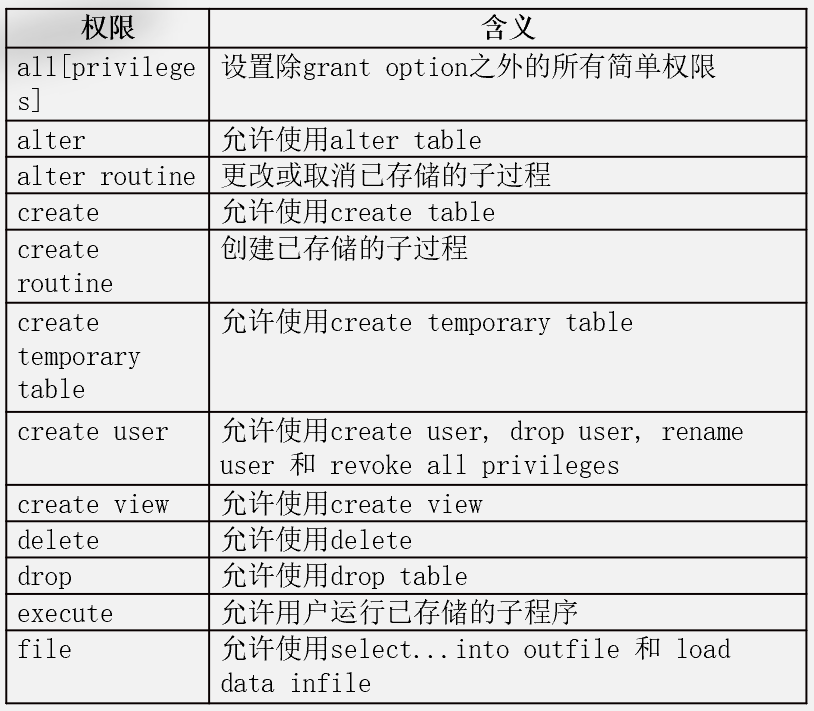 权限 含义
all[privilege 设置除grant option之外的所有简单权限
s]
alter 允许使用alter table
alter routine 更改或取消已存储的子过程
create 允许使用create table
create 创建已存储的子过程
routine
create 允许使用create temporary table
temporary
table
create user 允许使用create user, drop user, rename
user 和 revoke all privileges
create view 允许使用create view
delete 允许使用delete
drop 允许使用drop table
execute 允许用户运行已存储的子程序
file 允许使用select...into outfile 和 load
data infile